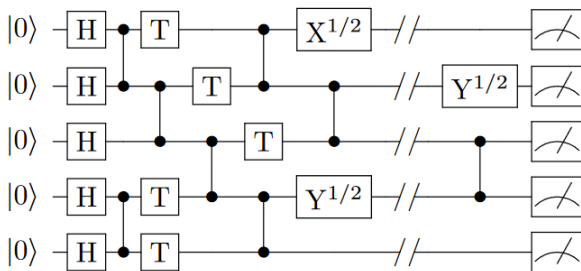 |0⟩ H T X^{1/2} //
|0⟩ H T // Y^{1/2}
|0⟩ H T //
|0⟩ H T Y^{1/2} //
|0⟩ H T //